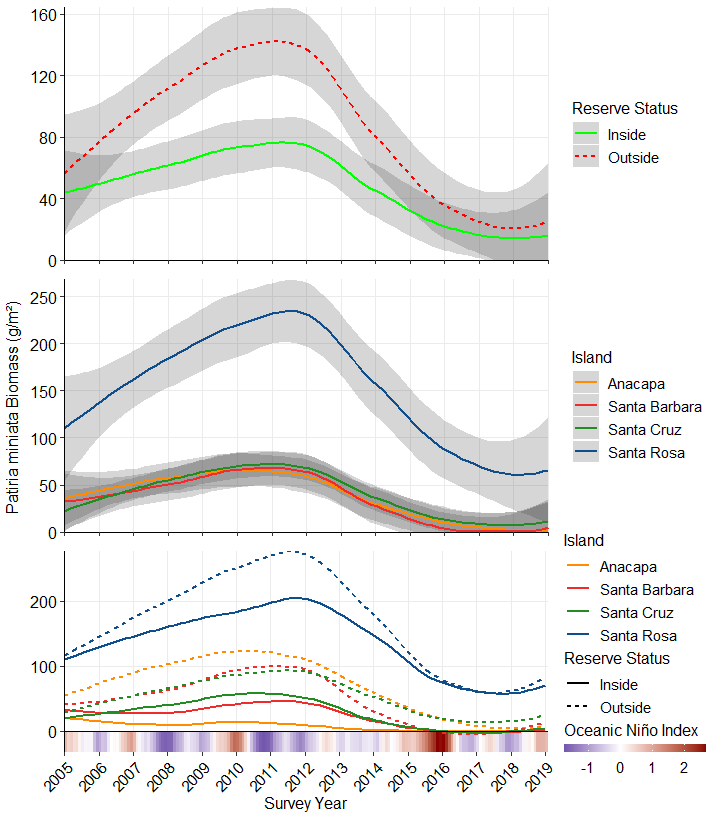 160
120
80
40
0
Reserve Status
Inside
Outside
Patiria miniata Biomass (g/m²)
250
200
150
100
50
0
Island
Anacapa
Santa Barbara
Santa Cruz
Santa Rosa
200
100
0
Island
Anacapa
Santa Barbara
Santa Cruz
Santa Rosa
Reserve Status
Inside
Outside
Oceanic Niño Index
-1 0 1 2
2005 2006 2007 2008 2009 2010 2011 2012 2013 2014 2015 2016 2017 2018 2019
Survey Year